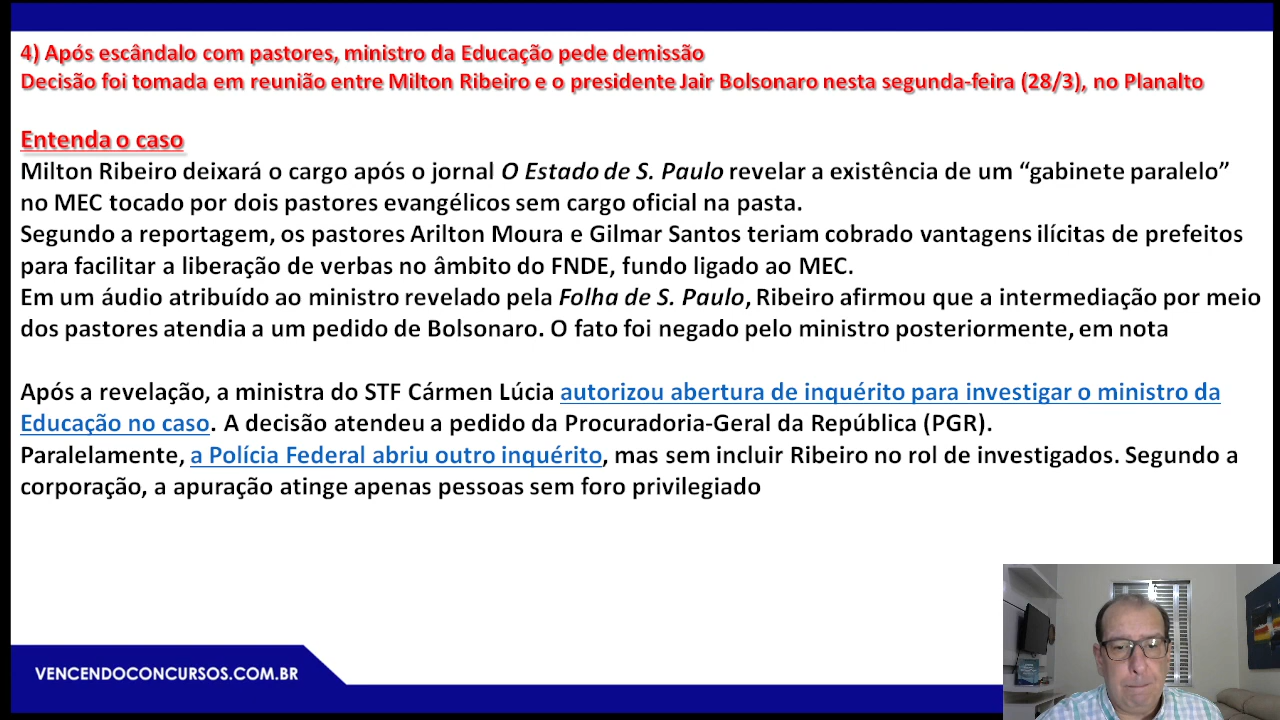 4) Após escândalo com pastores, ministro da Educação pede demissão
Decisão foi tomada em reunião entre Milton Ribeiro e o presidente Jair Bolsonaro nesta segunda-feira (28/3), no Planalto
Entenda o caso
Milton Ribeiro deixará o cargo após o jornal O Estado de S. Paulo revelar a existência de um “gabinete paralelo”
no MEC tocado por dois pastores evangélicos sem cargo oficial na pasta.
Segundo a reportagem, os pastores Arilton Moura e Gilmar Santos teriam cobrado vantagens ilícitas de prefeitos
para facilitar a liberação de verbas no âmbito do FNDE, fundo ligado ao MEC.
Em um áudio atribuído ao ministro revelado pela Folha de S. Paulo, Ribeiro afirmou que a intermediação por meio
dos pastores atendia a um pedido de Bolsonaro. O fato foi negado pelo ministro posteriormente, em nota
Após a revelação, a ministra do STF Cármen Lúcia autorizou abertura de inquérito para investigar o ministro da
Educação no caso. A decisão atendeu a pedido da Procuradoria-Geral da República (PGR).
Paralelamente, a Polícia Federal abriu outro inquérito, mas sem incluir Ribeiro no rol de investigados. Segundo a
corporação, a apuração atinge apenas pessoas sem foro privilegiado
VENCENDOCONCURSOS.COM.BR